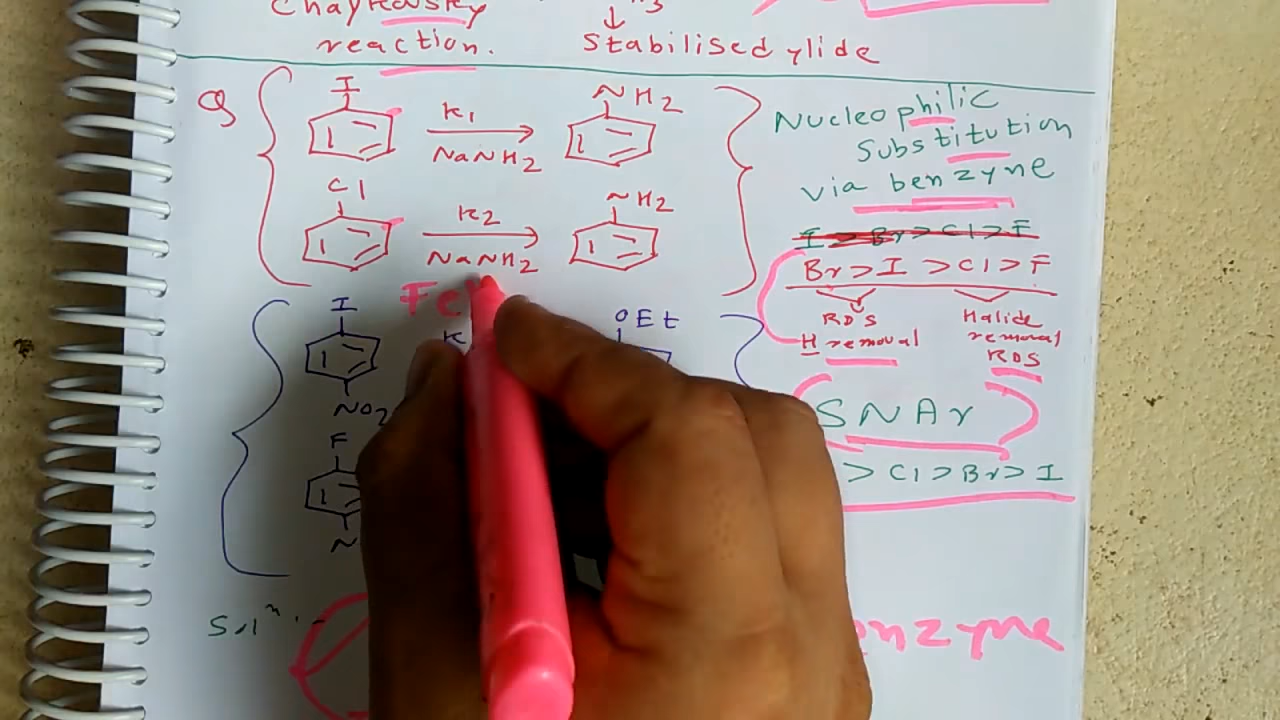 reaction.
Stabilised ylide
Q
I
K1
NaNH2
NH2
Cl
K2
NaNH2
NH2
Nucleophilic
Substitution
via benzyne
I > Br > Cl > F
Br > I > Cl > F
RDS
H removal
Halide
removal
RDS
I
NO2
K
OEt
F
N
SNAr
> Cl > Br > I
Soln :-